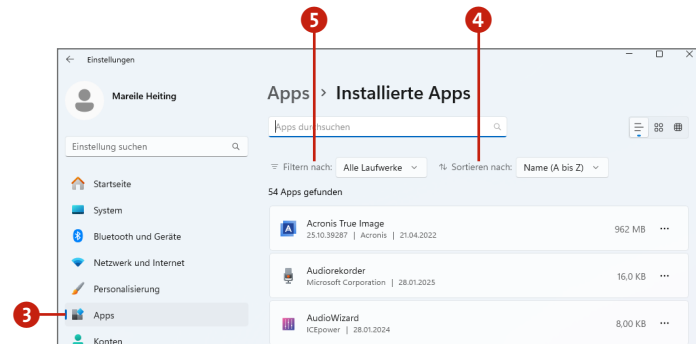 5
4
Einstellungen
Mareile Heiting
Apps > Installierte Apps
Apps durchsuchen
Einstellung suchen
Filtern nach: Alle Laufwerke
Sortieren nach: Name (A bis Z)
54 Apps gefunden
Startseite
System
Bluetooth und Geräte
Netzwerk und Internet
Personalisierung
3
Apps
Konten
Acronis True Image
25.10.39287 | Acronis | 21.04.2022
962 MB
Audiorekorder
Microsoft Corporation | 28.01.2025
16,0 KB
AudioWizard
ICEpower | 28.01.2024
8,00 KB